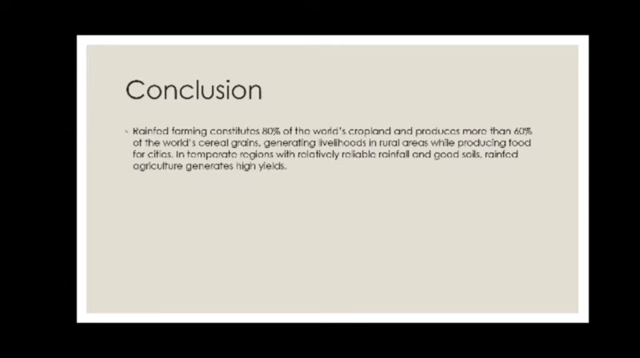 Conclusion
Rainfed farming constitutes 80% of the world's cropland and produces more than 60%
of the world's cereal grains, generating livelihoods in rural areas while producing food
for cities. In temperate regions with relatively reliable rainfall and good soils, rainfed
agriculture generates high yields.